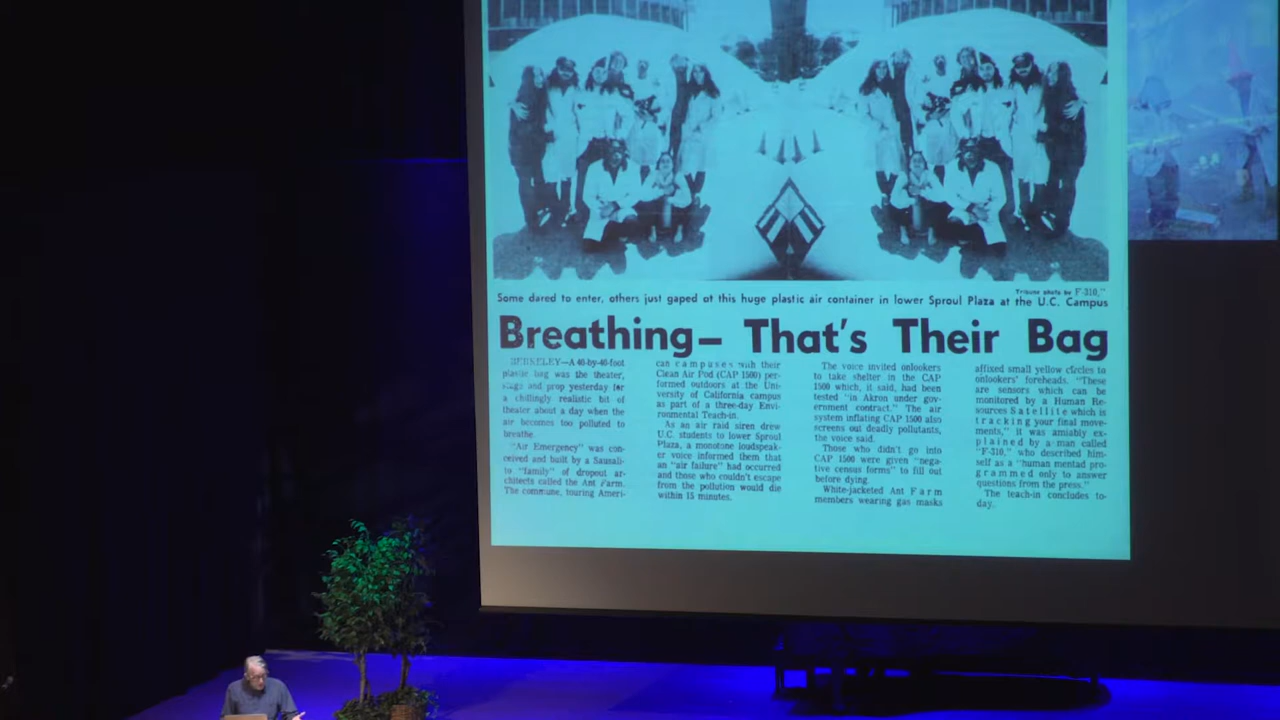 Tribune photo by F-310,"
Some dared to enter, others just gaped at this huge plastic air container in lower Sproul Plaza at the U.C. Campus
Breathing— That's Their Bag
BERKELEY—A 40-by-40-foot
plastic bag was the theater,
stage and prop yesterday for
a chillingly realistic bit of
theater about a day when the
air becomes too polluted to
breathe.
"Air Emergency" was con-
ceived and built by a Sausali-
to "family" of dropout ar-
chitects called the Ant Farm.
The commune, touring Ameri-
can campuses with their
Clean Air Pod (CAP 1500) per-
formed outdoors at the Uni-
versity of California campus
as part of a three-day Envi-
ronmental Teach-in.
As an air raid siren drew
U.C. students to lower Sproul
Plaza, a monotone loudspeak-
er voice informed them that
an "air failure" had occurred
and those who couldn't escape
from the pollution would die
within 15 minutes.
The voice invited onlookers
to take shelter in the CAP
1500 which, it said, had been
tested "in Akron under gov-
ernment contract." The air
system inflating CAP 1500 also
screens out deadly pollutants,
the voice said.
Those who didn't go into
CAP 1500 were given "nega-
tive census forms" to fill out
before dying.
White-jacketed Ant Farm
members wearing gas masks
affixed small yellow circles to
onlookers' foreheads. "These
are sensors which can be
monitored by a Human Re-
sources Satellite which is
tracking your final move-
ments," it was amiably ex-
plained by a man called
"F-310," who described him-
self as a "human mentad pro-
grammed only to answer
questions from the press."
The teach-in concludes to-
day.